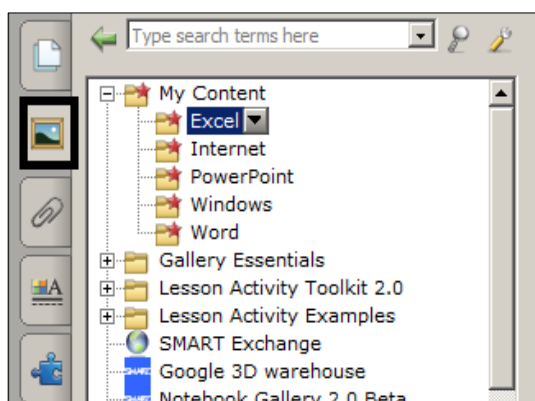 Type search terms here
My Content
Excel
Internet
PowerPoint
Windows
Word
Gallery Essentials
Lesson Activity Toolkit 2.0
Lesson Activity Examples
SMART Exchange
Google 3D warehouse
Notebook Gallery 2.0 Beta